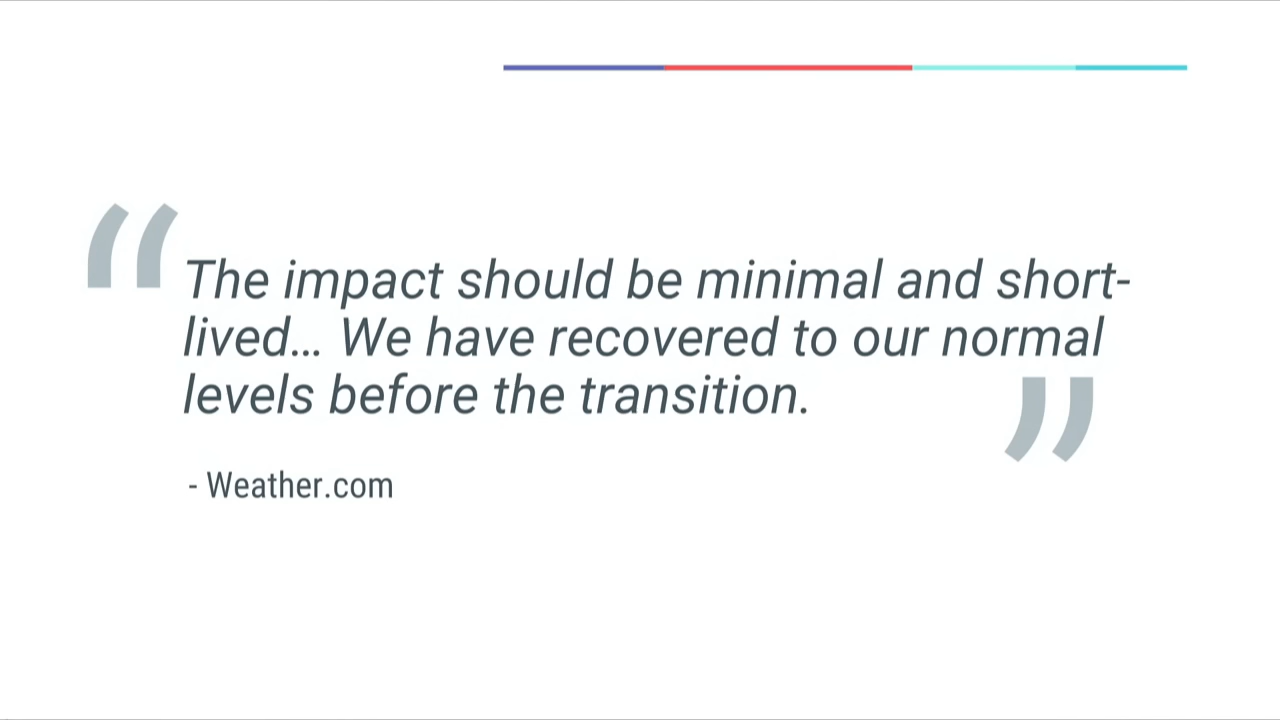 “The impact should be minimal and short-
lived… We have recovered to our normal
levels before the transition.”
- Weather.com